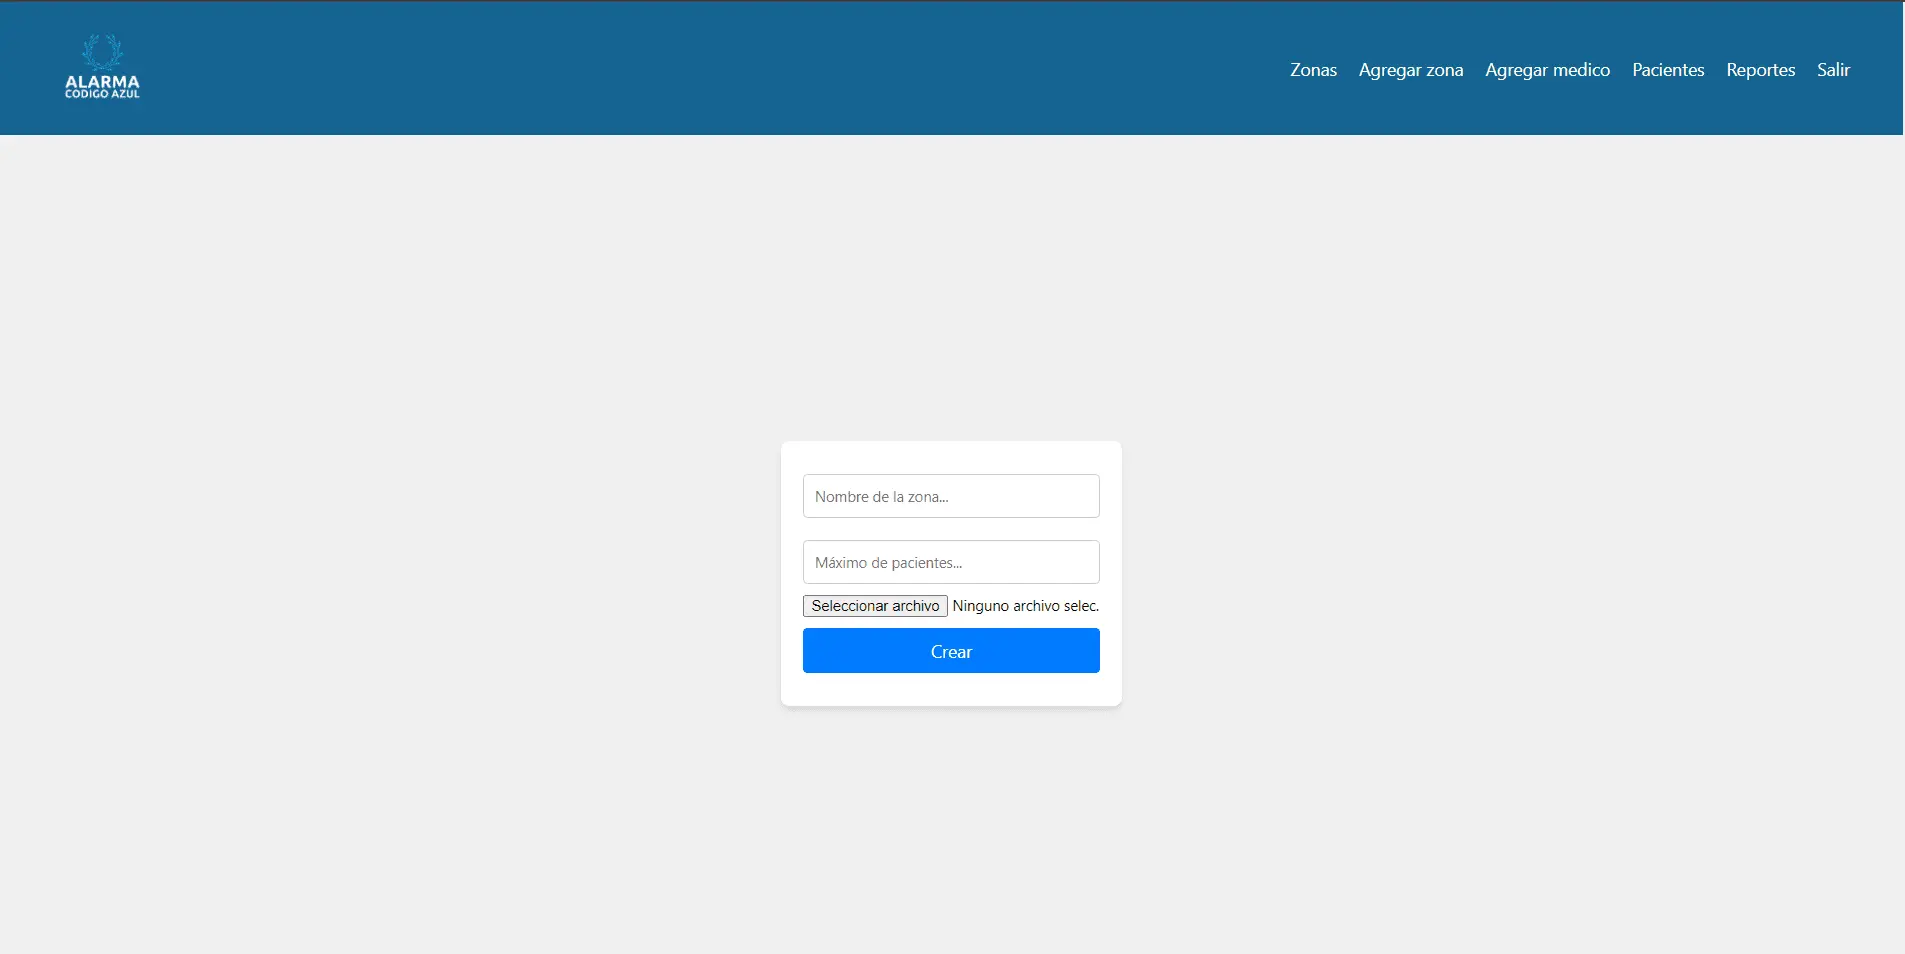 ALARMA
CODIGO AZUL
Zonas Agregar zona Agregar medico Pacientes Reportes Salir
Nombre de la zona...
Máximo de pacientes...
Seleccionar archivo Ninguno archivo selec.
Crear